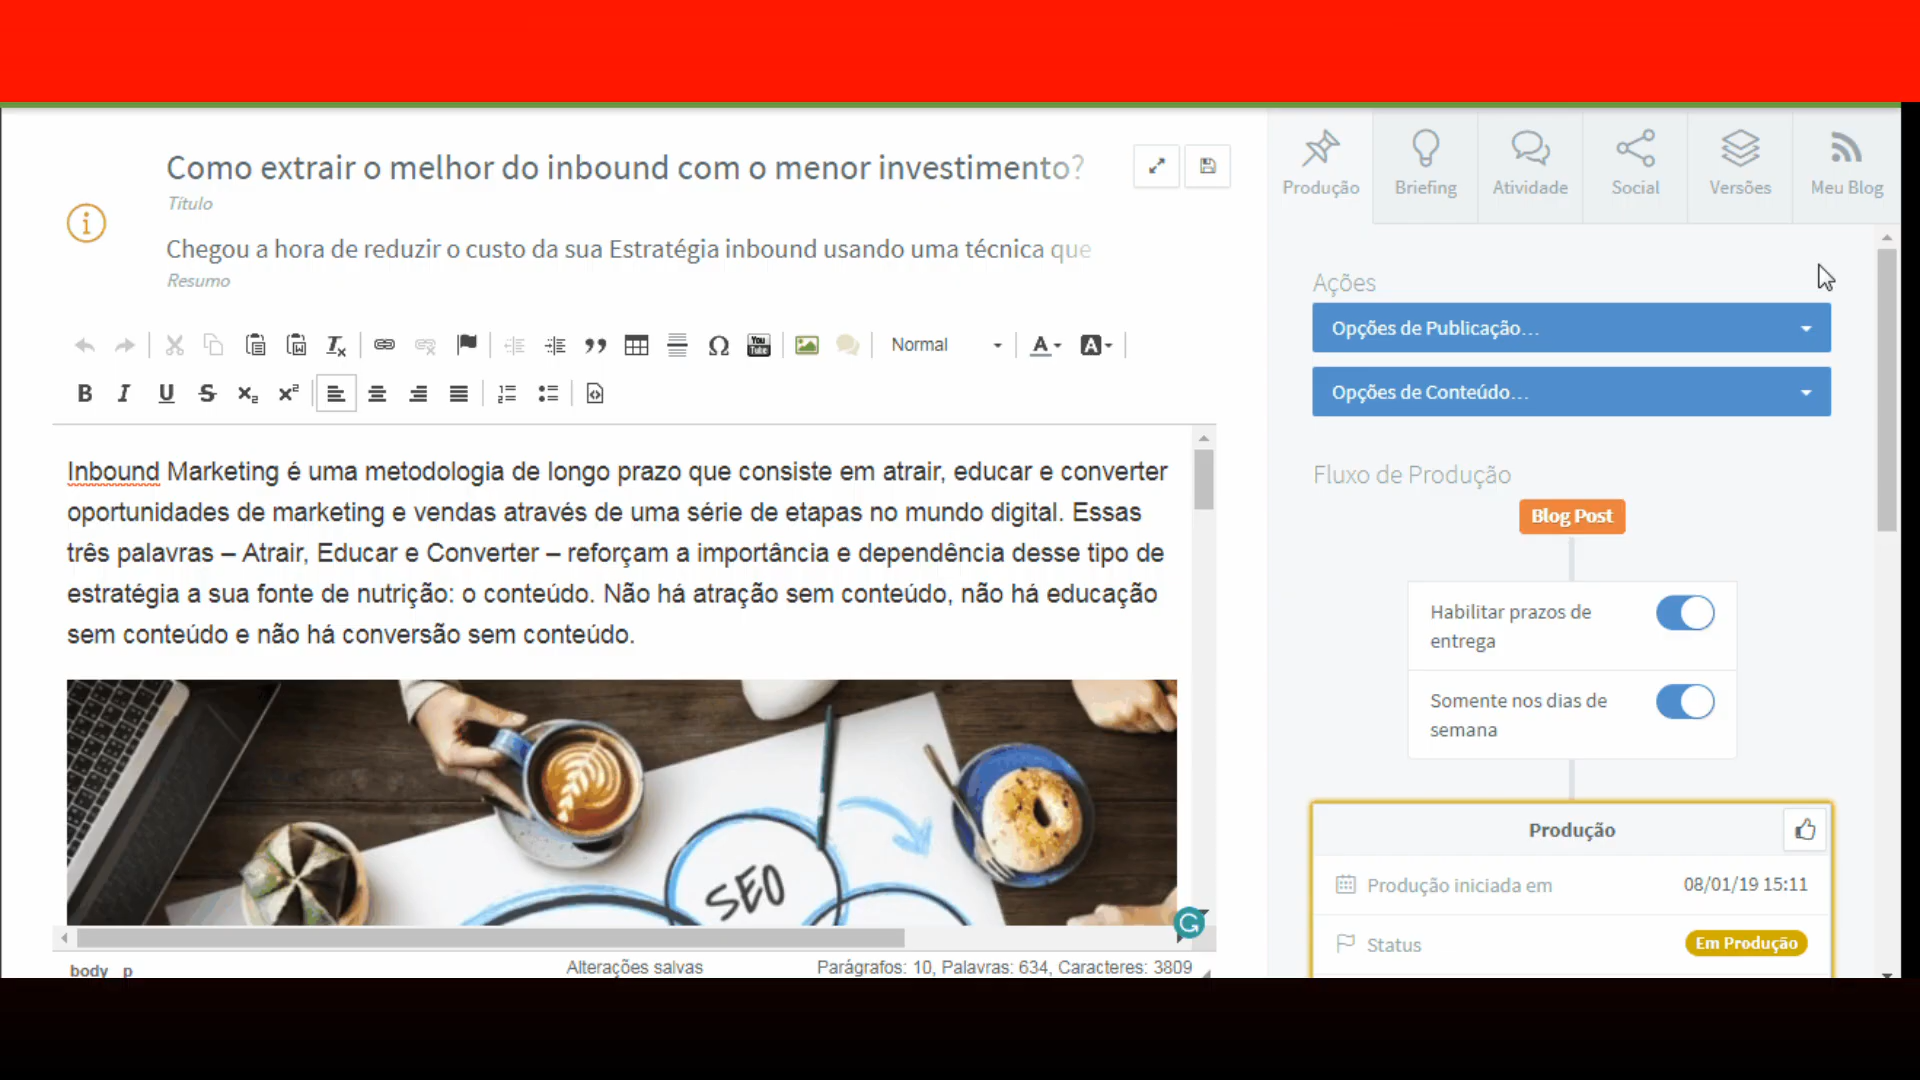 Como extrair o melhor do inbound com o menor investimento?
Título
Chegou a hora de reduzir o custo da sua Estratégia inbound usando uma técnica que
Resumo
Normal
Inbound Marketing é uma metodologia de longo prazo que consiste em atrair, educar e converter
oportunidades de marketing e vendas através de uma série de etapas no mundo digital. Essas
três palavras – Atrair, Educar e Converter – reforçam a importância e dependência desse tipo de
estratégia a sua fonte de nutrição: o conteúdo. Não há atração sem conteúdo, não há educação
sem conteúdo e não há conversão sem conteúdo.
SEO
body p
Alterações salvas
Parágrafos: 10, Palavras: 634, Caracteres: 3809
Produção
Briefing
Atividade
Social
Versões
Meu Blog
Ações
Opções de Publicação...
Opções de Conteúdo...
Fluxo de Produção
Blog Post
Habilitar prazos de
entrega
Somente nos dias de
semana
Produção
Produção iniciada em 08/01/19 15:11
Status Em Produção